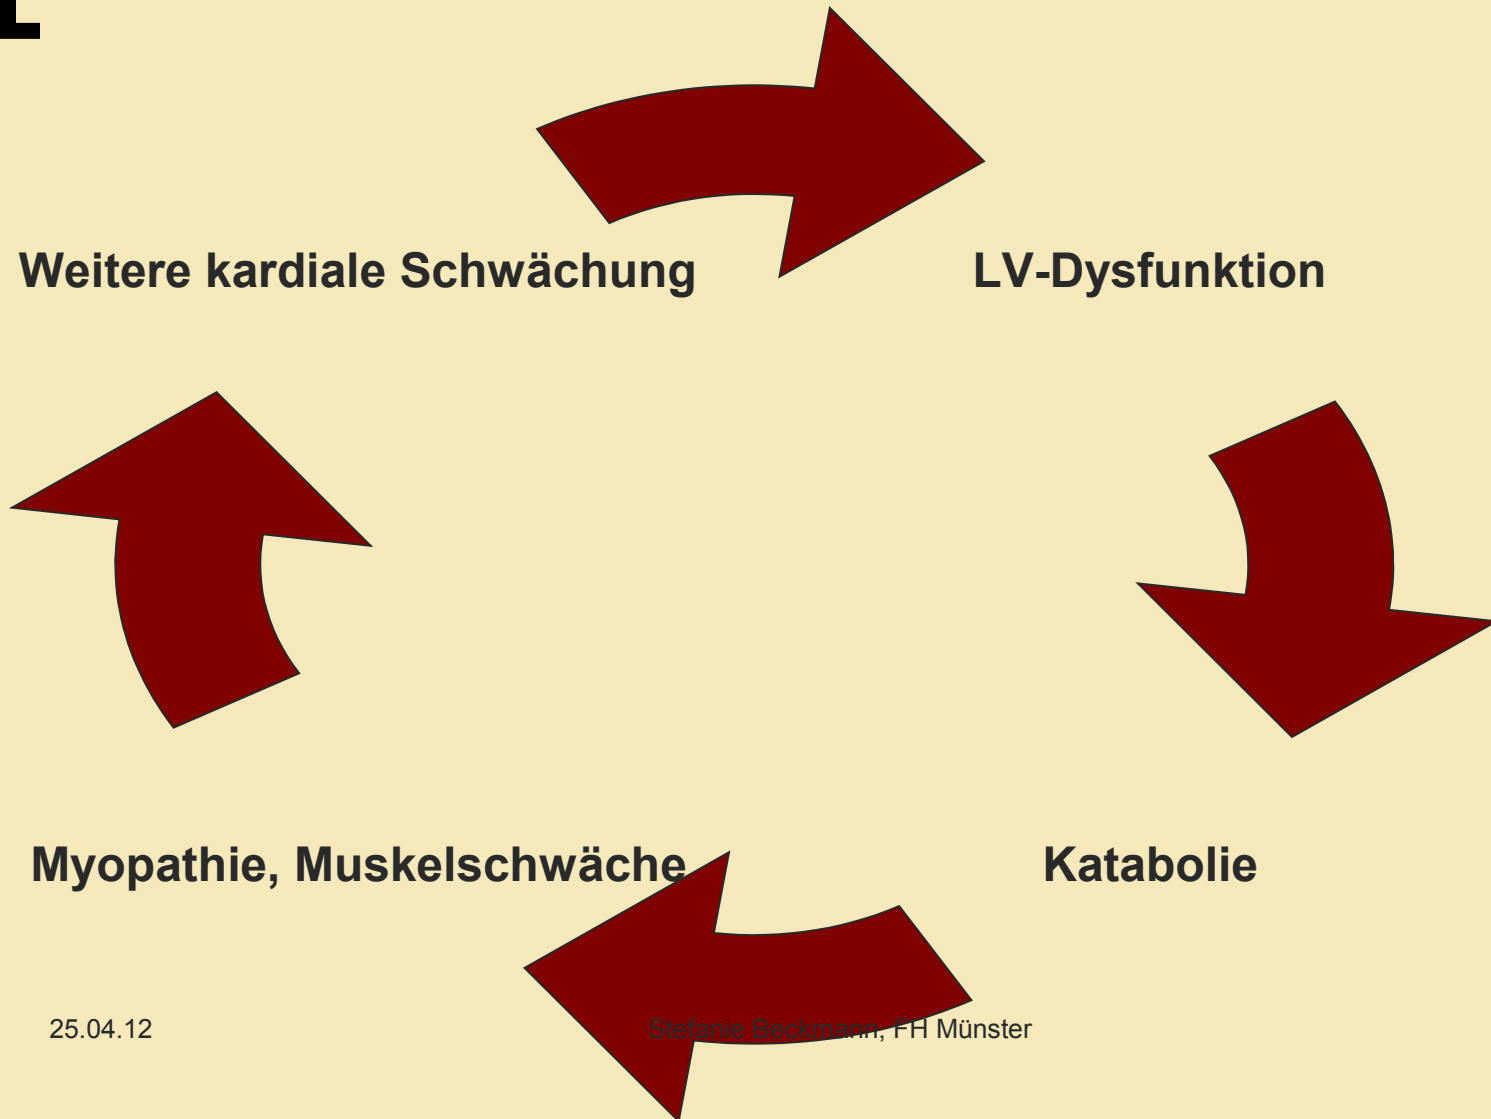 Weitere kardiale Schwächung
LV-Dysfunktion
Myopathie, Muskelschwäche
Katabolie
25.04.12
Stefanie Beckmann, FH Münster